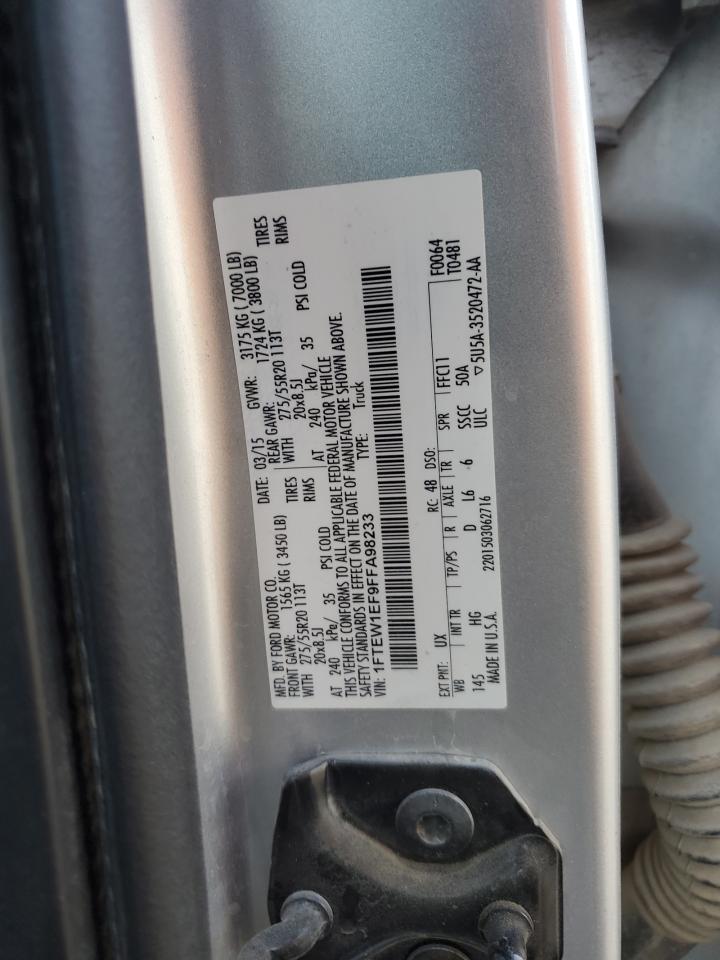 MFD. BY FORD MOTOR CO. DATE: 03/15 GVWR: 3175 KG ( 7000 LB)
FRONT GAWR: 1565 KG ( 3450 LB) REAR GAWR: 1724 KG ( 3800 LB)
WITH 275/55R20 113T TIRES WITH 275/55R20 113T TIRES
20x8.5J RIMS 20x8.5J RIMS
AT 240 kPa/ 35 PSI COLD AT 240 kPa/ 35 PSI COLD
THIS VEHICLE CONFORMS TO ALL APPLICABLE FEDERAL MOTOR VEHICLE
SAFETY STANDARDS IN EFFECT ON THE DATE OF MANUFACTURE SHOWN ABOVE.
VIN: 1FTEW1EF9FFA98233 TYPE: Truck
F0064
EXT PNT: UX RC: 48 DSO: T0481
WB INT TR TP/PS R AXLE TR SPR FFC11
145 HG D L6 6 SSCC 50A
MADE IN U.S.A. 2201503062716 ULC ▽5U5A-3520472-AA